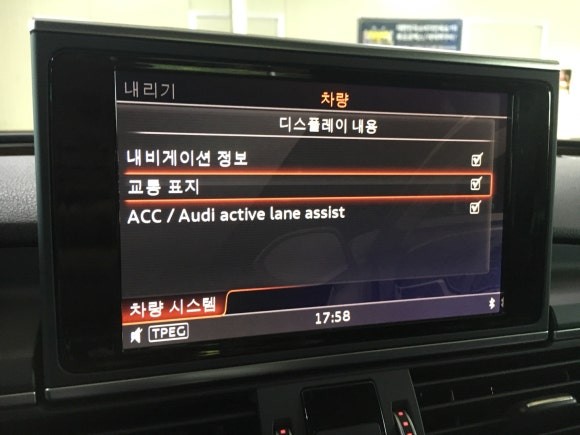 내리기
차량
디스플레이 내용
내비게이션 정보
교통 표지
ACC / Audi active lane assist
차량 시스템
17:58
TPEG